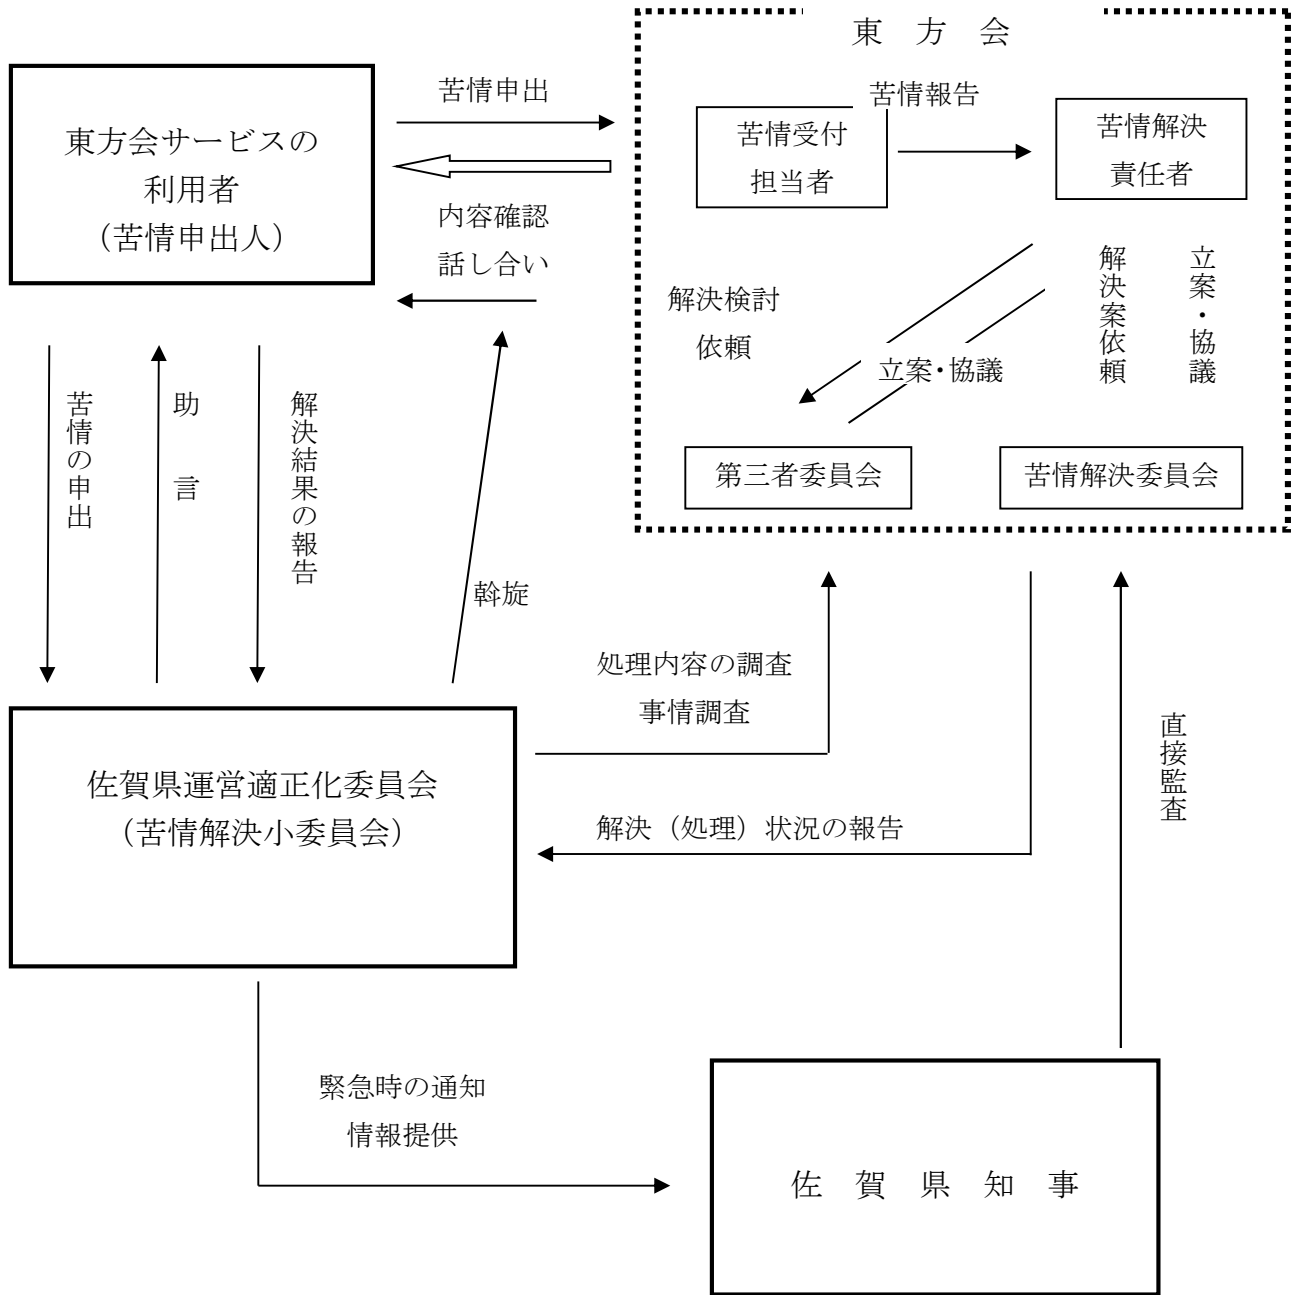 東　方　会
東方会サービスの
利用者
（苦情申出人）
苦情申出
内容確認
話し合い
苦情報告
苦情受付
担当者
苦情解決
責任者
解決検討
依頼
立案・協議
解決案依頼
立案・協議
第三者委員会
苦情解決委員会
苦情の申出
助　言
解決結果の報告
斡旋
処理内容の調査
事情調査
佐賀県運営適正化委員会
（苦情解決小委員会）
解決（処理）状況の報告
直接監査
緊急時の通知
情報提供
佐　賀　県　知　事